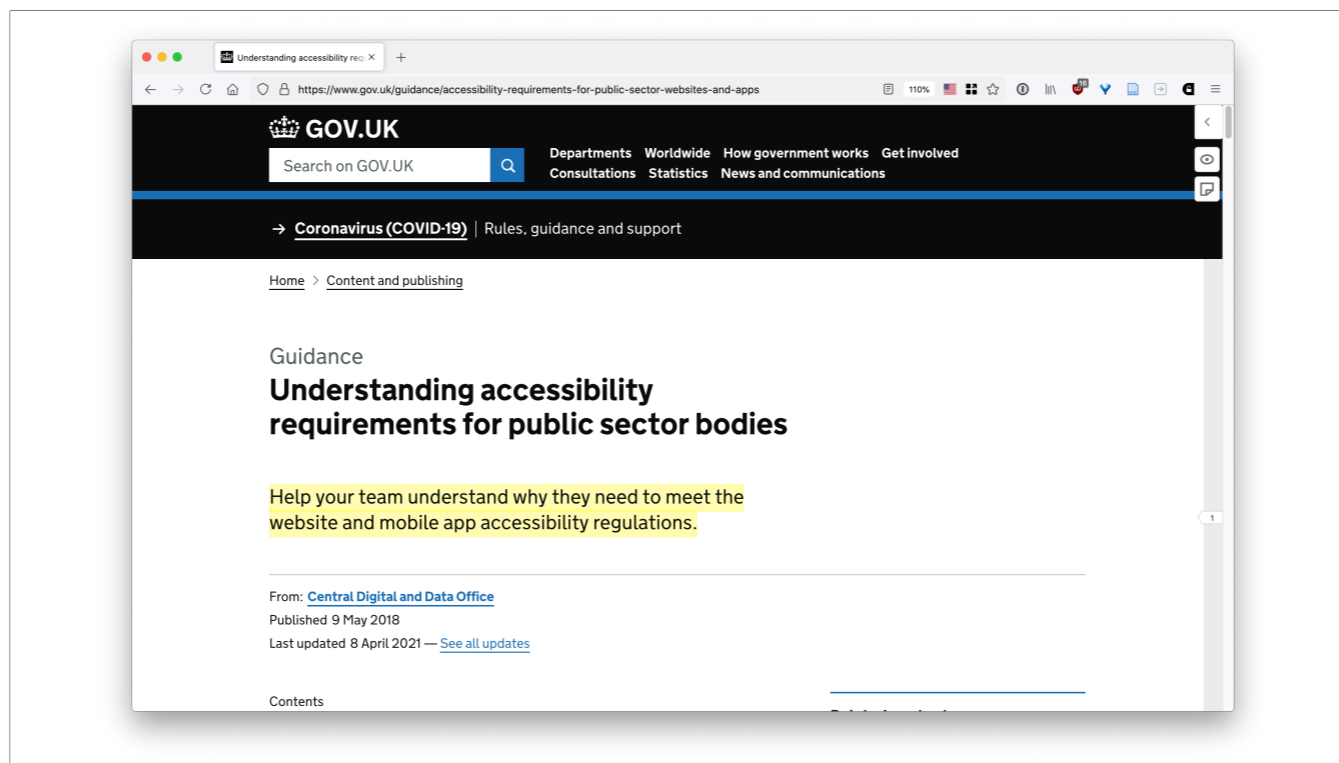 Understanding accessibility req
https://www.gov.uk/guidance/accessibility-requirements-for-public-sector-websites-and-apps
110%
16
GOV.UK
Search on GOV.UK
Departments Worldwide How government works Get involved
Consultations Statistics News and communications
→ Coronavirus (COVID-19) | Rules, guidance and support
Home > Content and publishing
Guidance
Understanding accessibility
requirements for public sector bodies
Help your team understand why they need to meet the
website and mobile app accessibility regulations.
1
From: Central Digital and Data Office
Published 9 May 2018
Last updated 8 April 2021 — See all updates
Contents